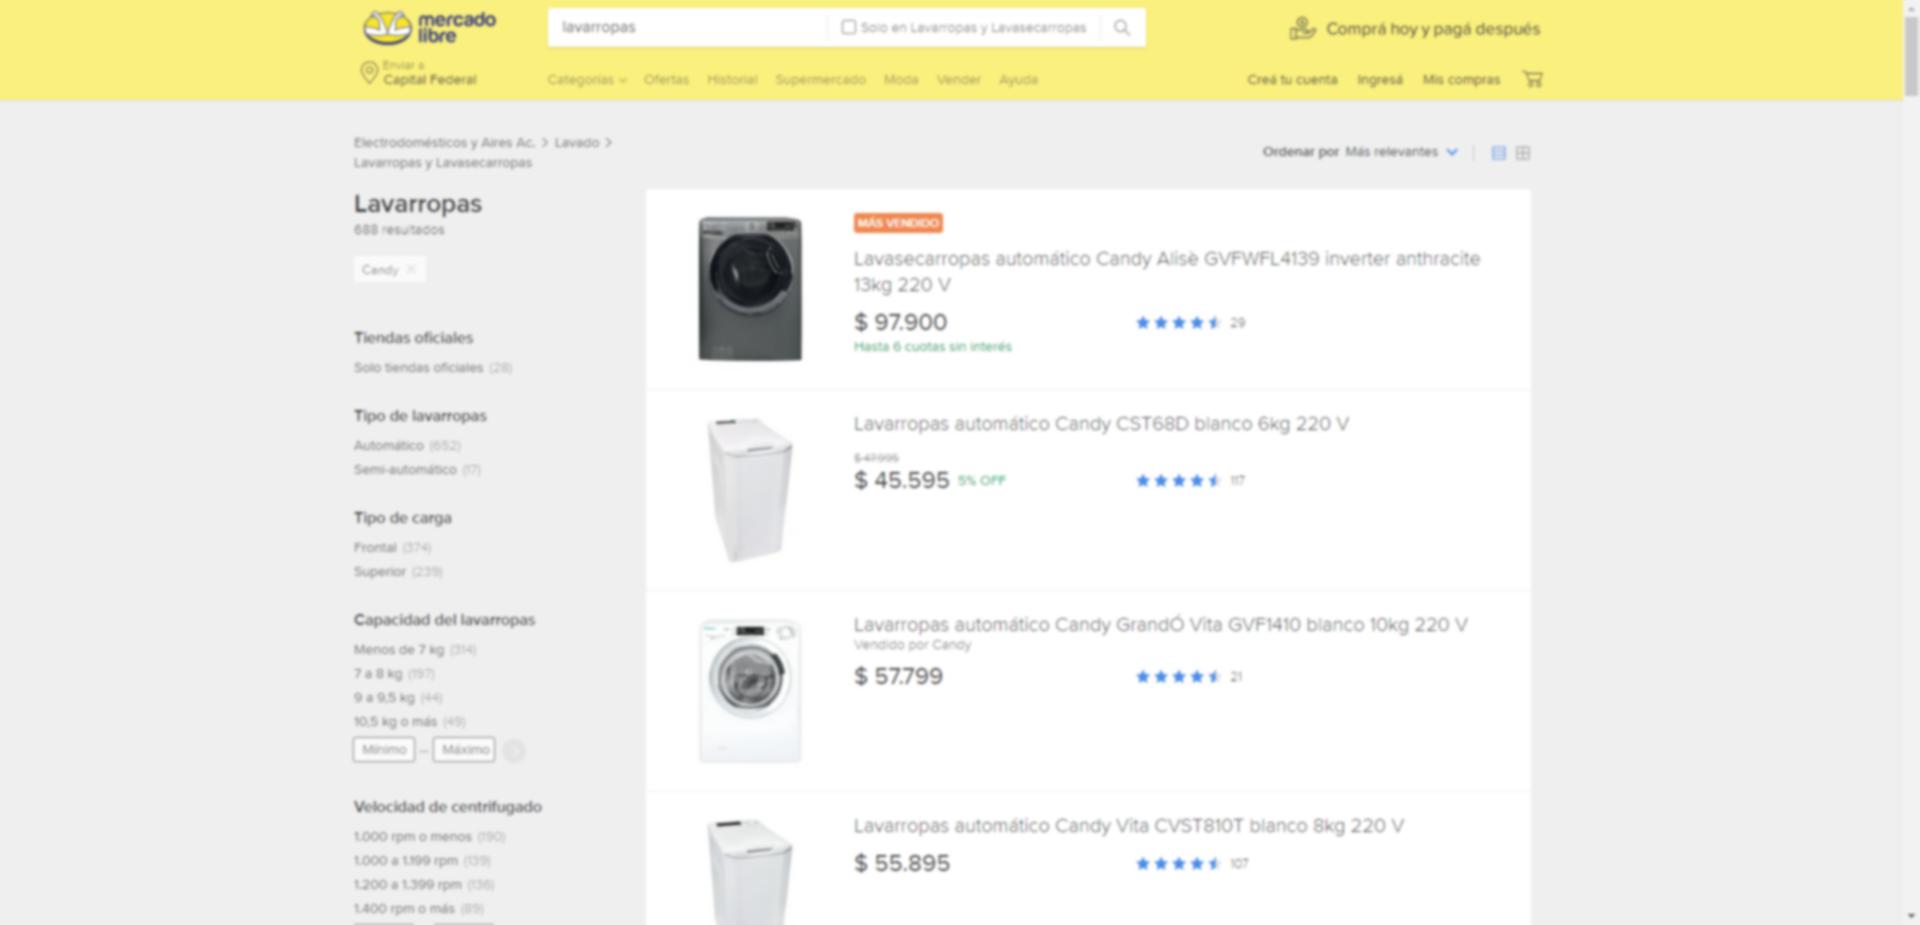 mercado
libre
lavarropas
Solo en Lavarropas y Lavasecarropas
Comprá hoy y pagá después
Enviar a
Capital Federal
Categorías Ofertas Historial Supermercado Moda Vender Ayuda
Creá tu cuenta Ingresá Mis compras
Electrodomésticos y Aires Ac. > Lavado >
Lavarropas y Lavasecarropas
Ordenar por Más relevantes
Lavarropas
688 resultados
Candy ×
Tiendas oficiales
Solo tiendas oficiales (28)
Tipo de lavarropas
Automático (652)
Semi-automático (17)
Tipo de carga
Frontal (374)
Superior (239)
Capacidad del lavarropas
Menos de 7 kg (314)
7 a 8 kg (197)
9 a 9,5 kg (44)
10,5 kg o más (49)
Mínimo – Máximo
Velocidad de centrifugado
1.000 rpm o menos (190)
1.000 a 1.199 rpm (139)
1.200 a 1.399 rpm (136)
1.400 rpm o más (89)
MÁS VENDIDO
Lavasecarropas automático Candy Alisè GVFWFL4139 inverter anthracite
13kg 220 V
$ 97.900
29
Hasta 6 cuotas sin interés
Lavarropas automático Candy CST68D blanco 6kg 220 V
$ 47.995
$ 45.595 5% OFF
117
Lavarropas automático Candy GrandÓ Vita GVF1410 blanco 10kg 220 V
Vendido por Candy
$ 57.799
21
Lavarropas automático Candy Vita CVST810T blanco 8kg 220 V
$ 55.895
107